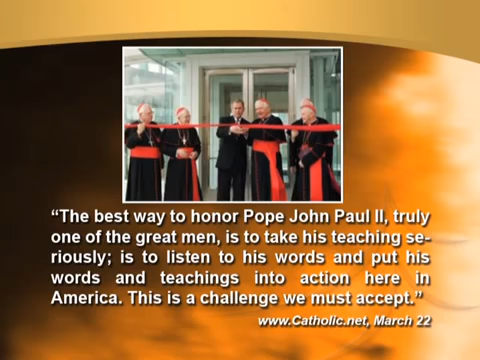 “The best way to honor Pope John Paul II, truly
one of the great men, is to take his teaching se-
riously; is to listen to his words and put his
words and teachings into action here in
America. This is a challenge we must accept.”
www.Catholic.net, March 22